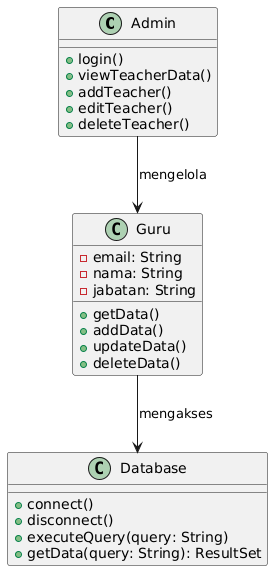 C Admin
login()
viewTeacherData()
addTeacher()
editTeacher()
deleteTeacher()
mengelola
C Guru
email: String
nama: String
jabatan: String
getData()
addData()
updateData()
deleteData()
mengakses
C Database
connect()
disconnect()
executeQuery(query: String)
getData(query: String): ResultSet